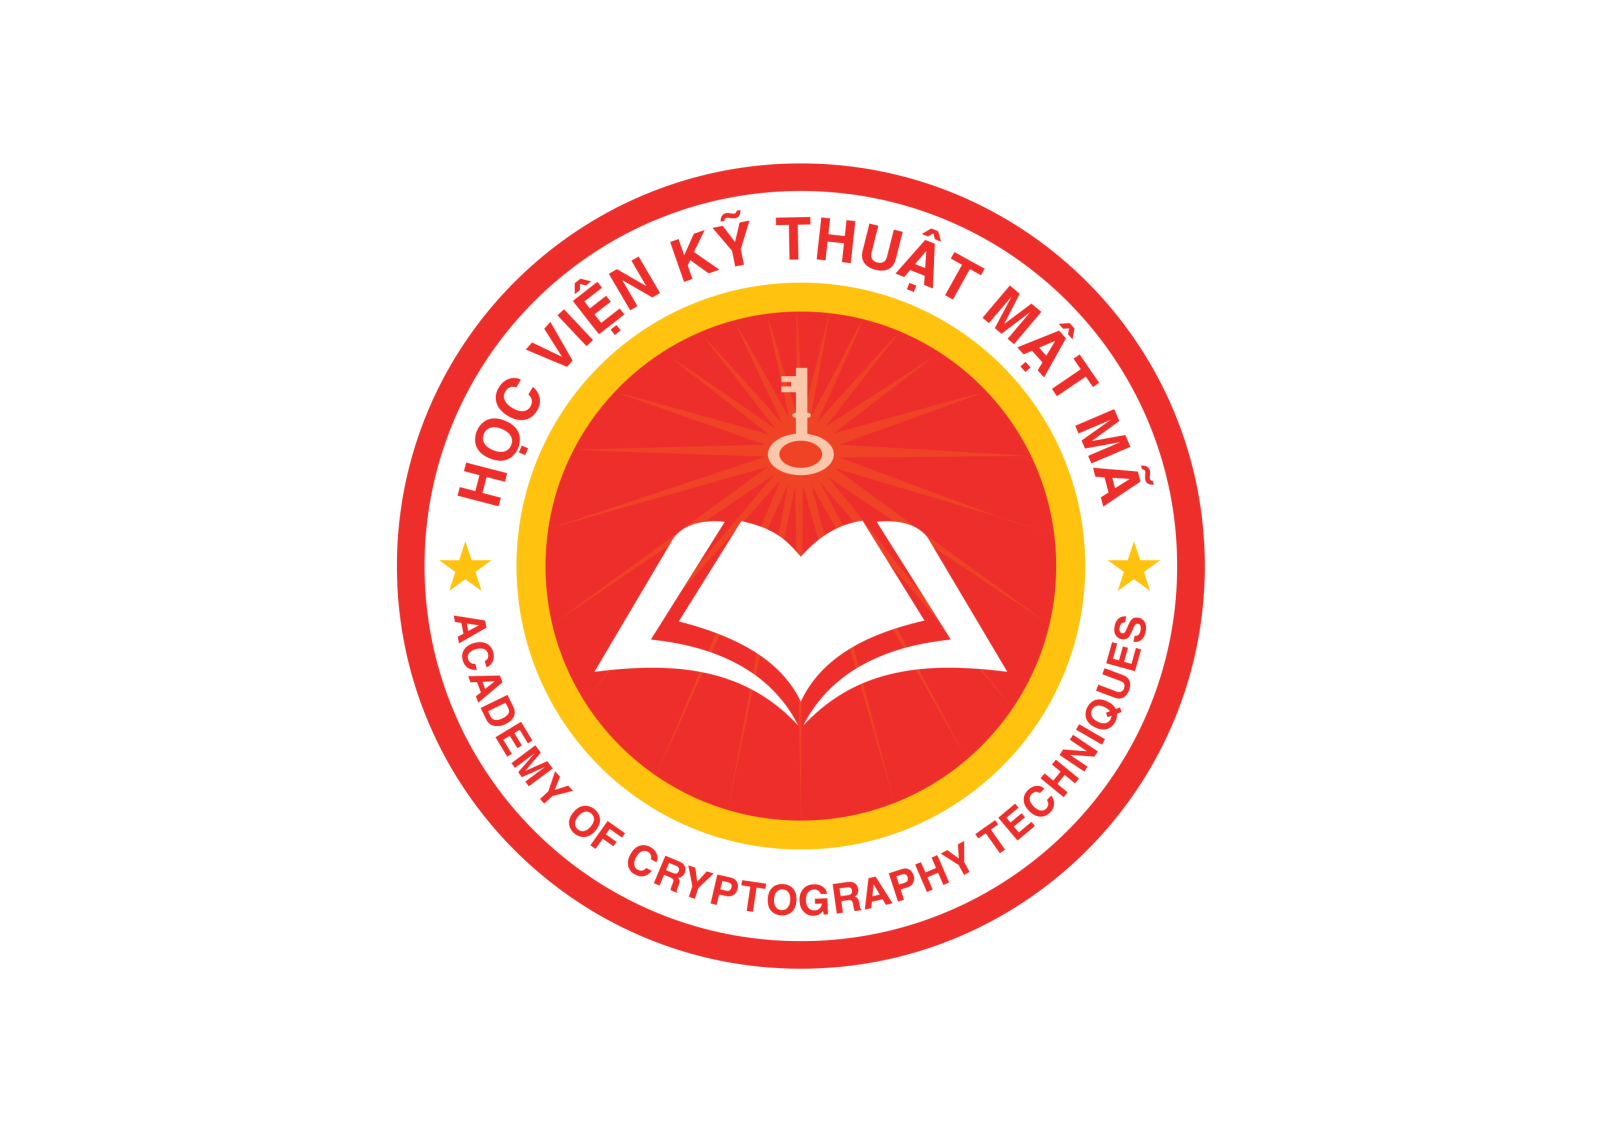 HỌC VIỆN KỸ THUẬT MẬT MÃ
ACADEMY OF CRYPTOGRAPHY TECHNIQUES